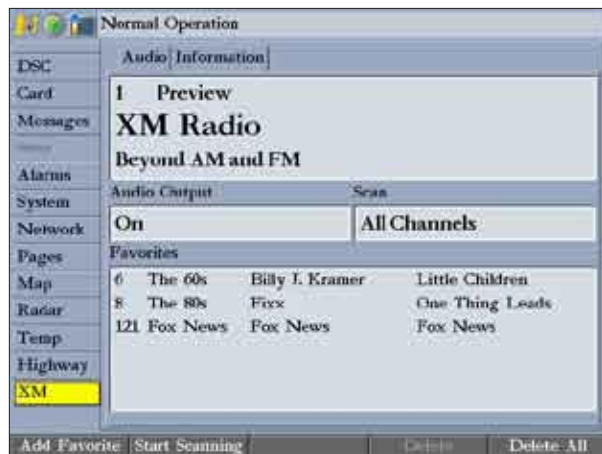 Normal Operation
Audio Information
DSC
Card
Messages
Alarms
System
Network
Pages
Map
Radar
Temp
Highway
XM
1 Preview
XM Radio
Beyond AM and FM
Audio Output Scan
On All Channels
Favorites
6 The 60s Billy J. Kramer Little Children
8 The 80s Fixx One Thing Leads
121 Fox News Fox News Fox News
Add Favorite Start Scanning Delete Delete All